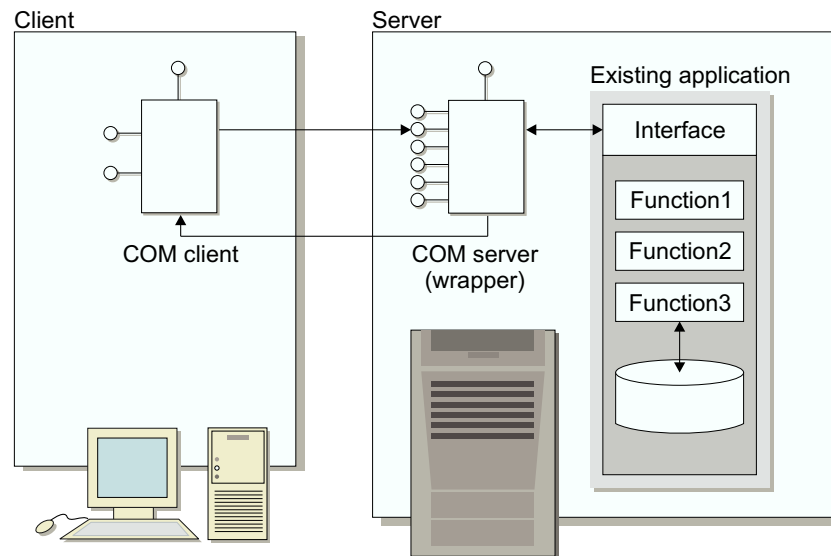 Client
Server
Existing application
Interface
Function1
Function2
Function3
COM client
COM server
(wrapper)